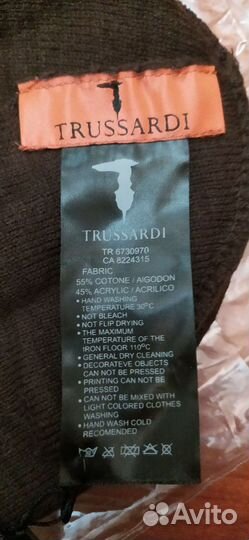 TRUSSARDI
TRUSSARDI
TR 6730970
CA 8224315
FABRIC
55% COTONE / AIGODON
45% ACRYLIC / ACRILICO
• HAND WASHING
TEMPERATURE 30ºC
• NOT BLEACH
• NOT FLIP DRYING
• THE MAXIMUM
TEMPERATURE OF THE
IRON FLOOR 110ºC
• GENERAL DRY CLEANING
• DECORATEVE OBJECTS
CAN NOT BE PRESSED
• PRINTING CAN NOT BE
PRESSED
• CAN NOT BE MIXED WITH
LIGHT COLORED CLOTHES
WASHING
• HAND WASH COLD
RECOMENDED
Avito